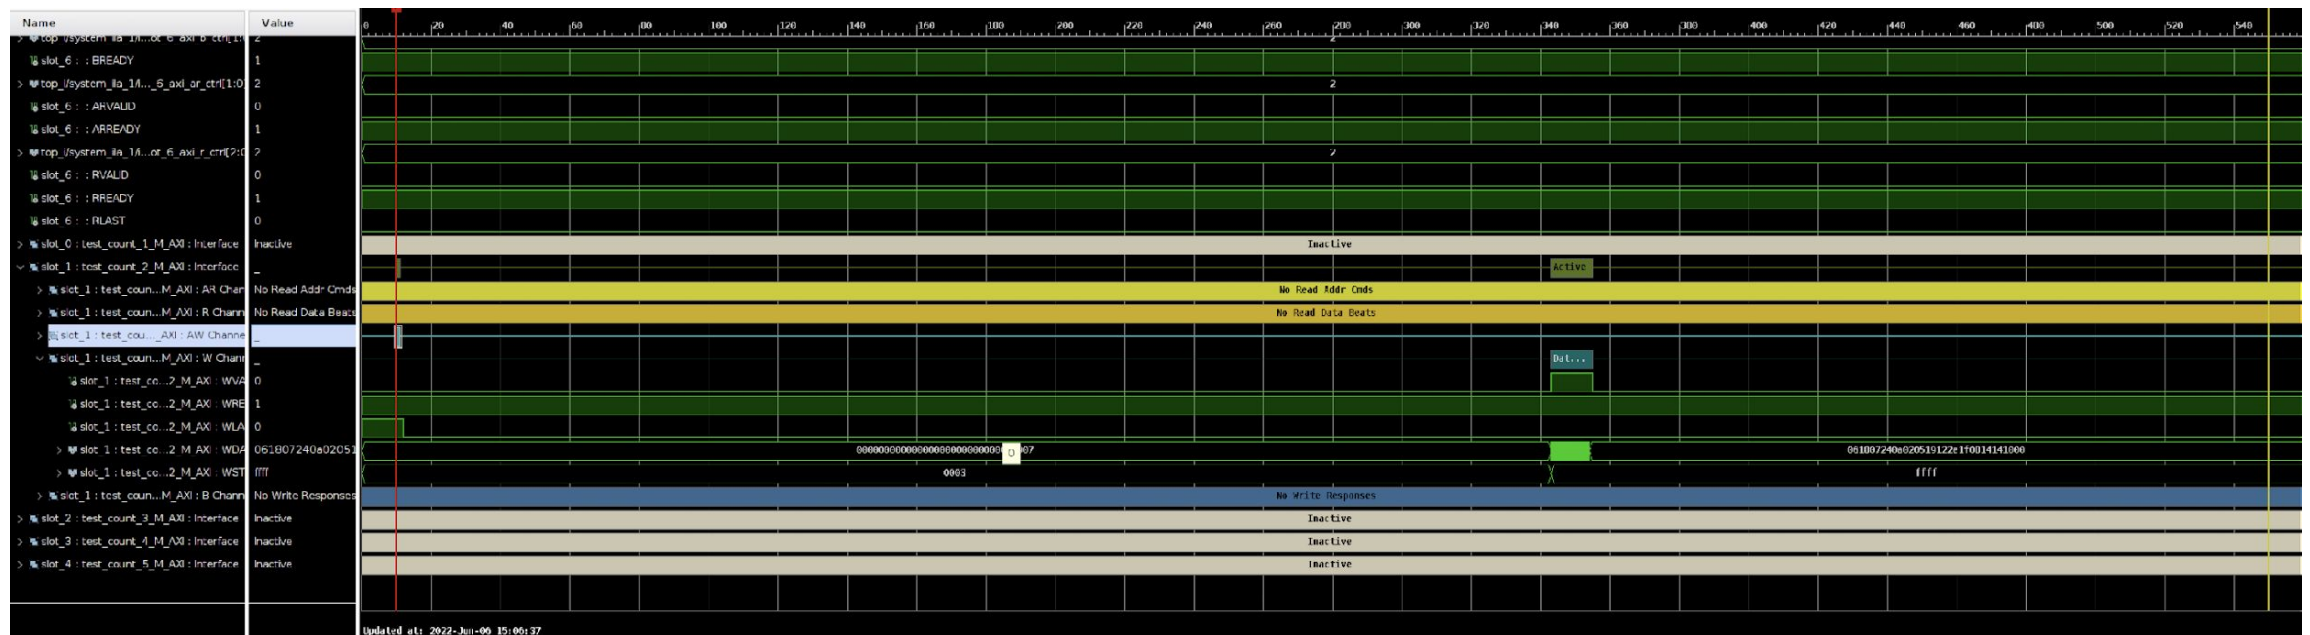 Name Value
0 20 40 60 80 100 120 140 160 180 200 220 240 260 280 300 320 340 360 380 400 420 440 460 480 500 520 540
2 2
slot_6 : : BREADY 1
top_i/system_ila_1/i..._6_axi_ar_ctrl[1:0] 2 2
slot_6 : : ARVALID 0
slot_6 : : ARREADY 1
top_i/system_ila_1/i...ot_6_axi_r_ctrl[2:0 2 2
slot_6 : : RVALID 0
slot_6 : : RREADY 1
slot_6 : : RLAST 0
slot_0 : test_count_1_M_AXI : Interface Inactive Inactive
slot_1 : test_count_2_M_AXI : Interface _ Active
slot_1 : test_coun...M_AXI : AR Chan No Read Addr Cmds No Read Addr Cmds
slot_1 : test_coun...M_AXI : R Chann No Read Data Beats No Read Data Beats
slot_1 : test_cou..._AXI : AW Channe _
slot_1 : test_coun...M_AXI : W Chann _ Dat...
slot_1 : test_co...2_M_AXI : WVA 0
slot_1 : test_co...2_M_AXI : WRE 1
slot_1 : test_co...2_M_AXI : WLA 0
slot_1 : test_co...2_M_AXI : WDA 061807240a02051
slot_1 : test_co...2_M_AXI : WST ffff 0003 ffff
slot_1 : test_coun...M_AXI : B Chann No Write Responses No Write Responses
slot_2 : test_count_3_M_AXI : Interface Inactive Inactive
slot_3 : test_count_4_M_AXI : Interface Inactive Inactive
slot_4 : test_count_5_M_AXI : Interface Inactive Inactive
Updated at: 2022-Jun-06 15:06:37